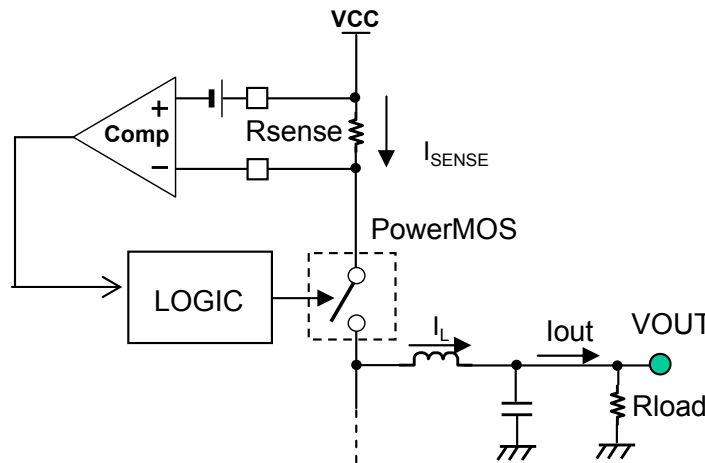 VCC
+
Comp
−
Rsense
I_SENSE
PowerMOS
LOGIC
I_L
Iout
VOUT
Rload